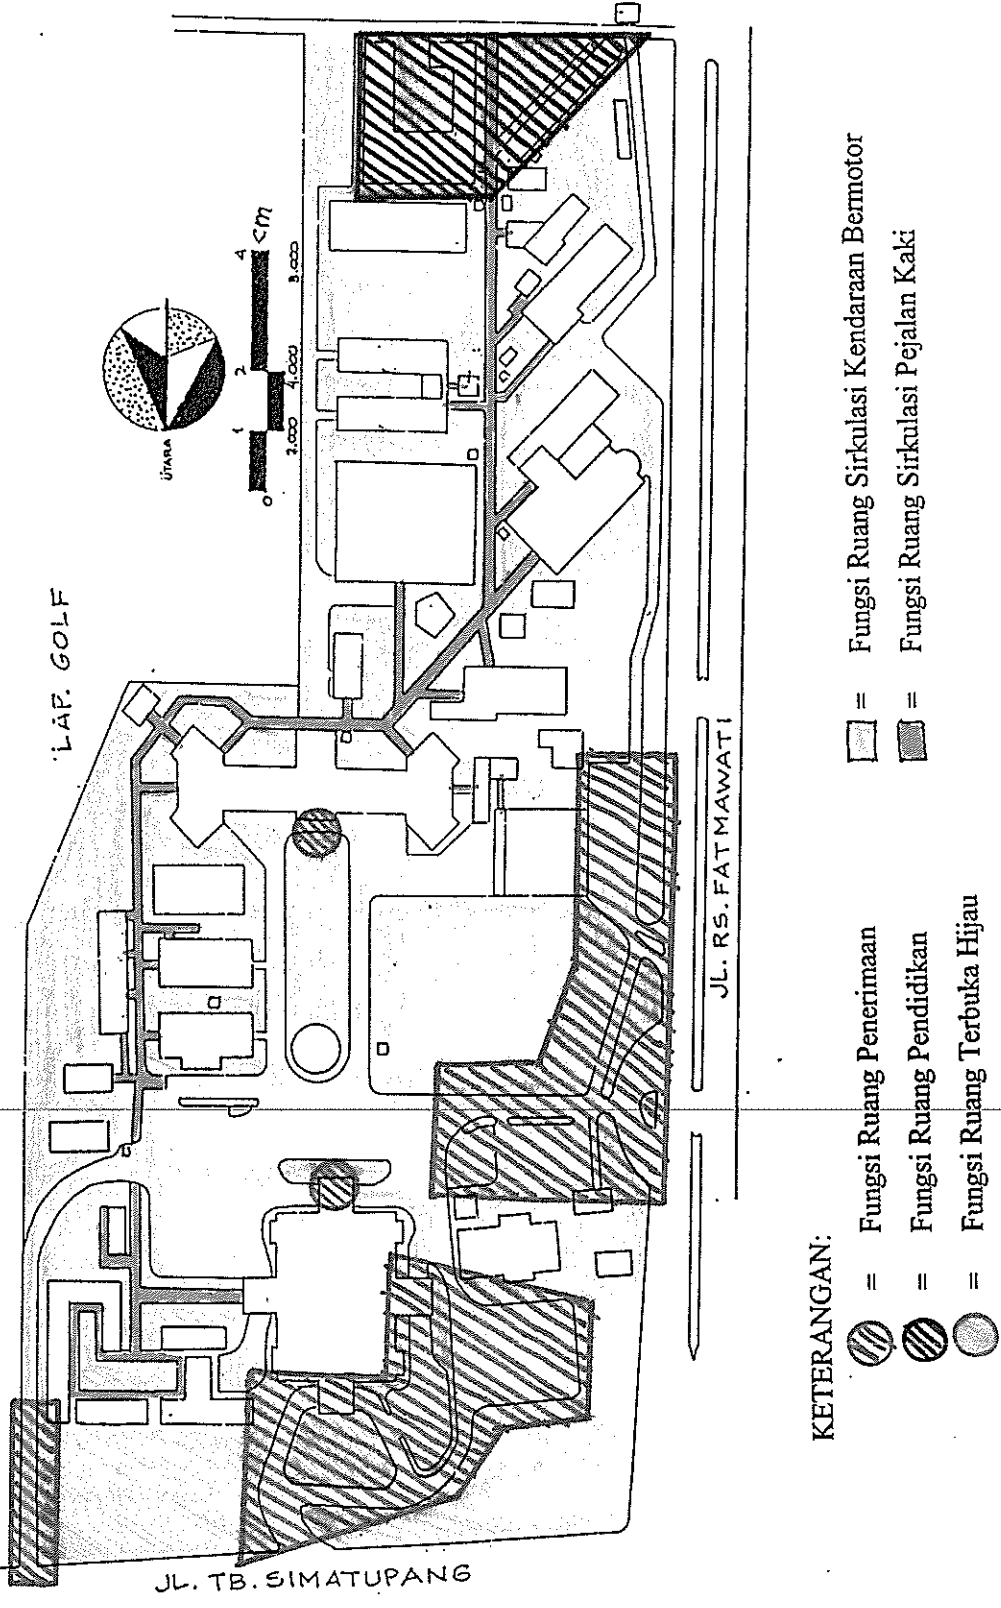 LAP. GOLF
UTARA
0 1 2 4 cm
2.000 4.000 8.000
JL. RS. FATMAWATI
JL. TB. SIMATUPANG
KETERANGAN:
= Fungsi Ruang Penerimaan
= Fungsi Ruang Pendidikan
= Fungsi Ruang Terbuka Hijau
= Fungsi Ruang Sirkulasi Kendaraan Bermotor
= Fungsi Ruang Sirkulasi Pejalan Kaki